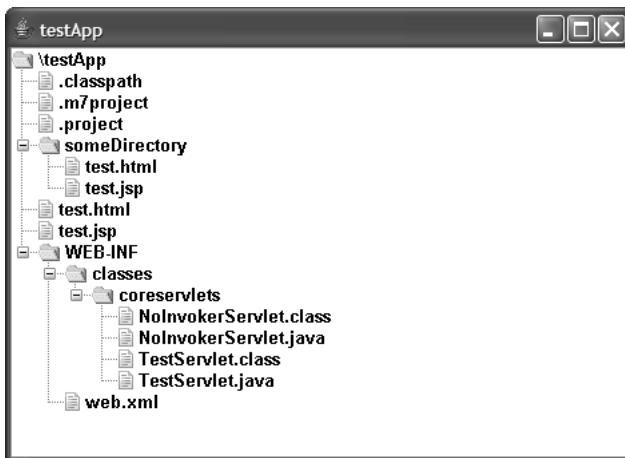 testApp
\testApp
.classpath
.m7project
.project
someDirectory
test.html
test.jsp
test.html
test.jsp
WEB-INF
classes
coreservlets
NoInvokerServlet.class
NoInvokerServlet.java
TestServlet.class
TestServlet.java
web.xml